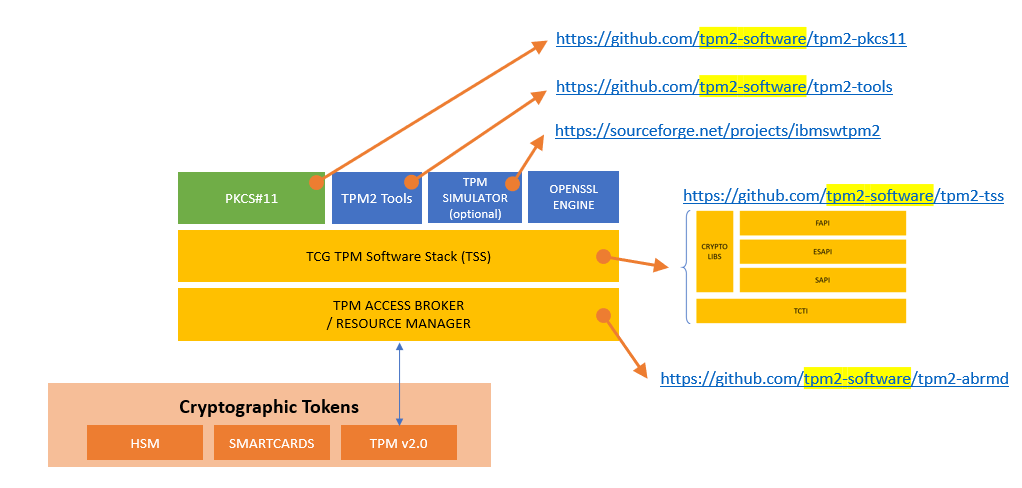 https://github.com/tpm2-software/tpm2-pkcs11
https://github.com/tpm2-software/tpm2-tools
https://sourceforge.net/projects/ibmswtpm2
PKCS#11
TPM2 Tools
TPM
SIMULATOR
(optional)
OPENSSL
ENGINE
https://github.com/tpm2-software/tpm2-tss
TCG TPM Software Stack (TSS)
CRYPTO
LIBS
FAPI
ESAPI
SAPI
TCTI
TPM ACCESS BROKER
/ RESOURCE MANAGER
https://github.com/tpm2-software/tpm2-abrmd
Cryptographic Tokens
HSM
SMARTCARDS
TPM v2.0